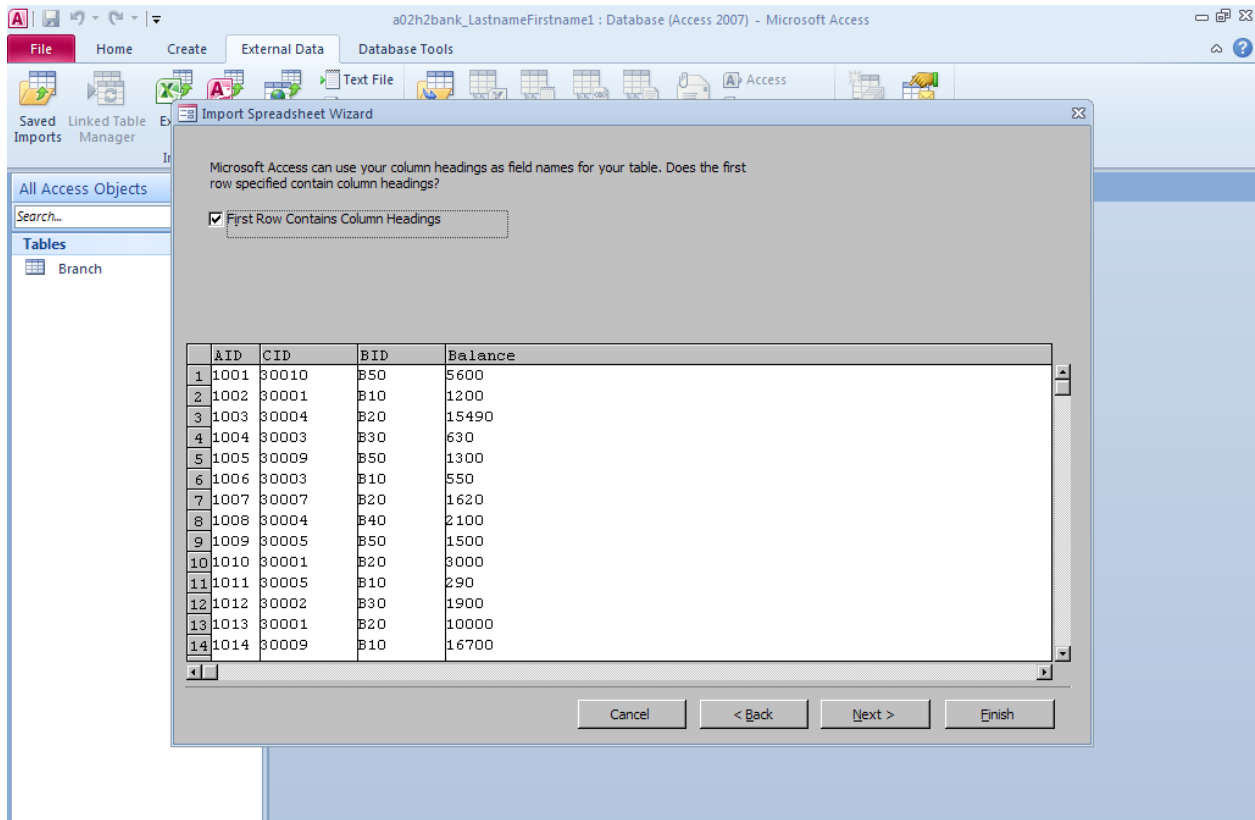 a02h2bank_LastnameFirstname1 : Database (Access 2007) - Microsoft Access
File Home Create External Data Database Tools
Text File Access
Saved Imports
Linked Table Manager
Import Spreadsheet Wizard
Microsoft Access can use your column headings as field names for your table. Does the first
row specified contain column headings?
First Row Contains Column Headings
All Access Objects
Search...
Tables
Branch
AID CID BID Balance
1 1001 30010 B50 5600
2 1002 30001 B10 1200
3 1003 30004 B20 15490
4 1004 30003 B30 630
5 1005 30009 B50 1300
6 1006 30003 B10 550
7 1007 30007 B20 1620
8 1008 30004 B40 2100
9 1009 30005 B50 1500
10 1010 30001 B20 3000
11 1011 30005 B10 290
12 1012 30002 B30 1900
13 1013 30001 B20 10000
14 1014 30009 B10 16700
Cancel < Back Next > Finish